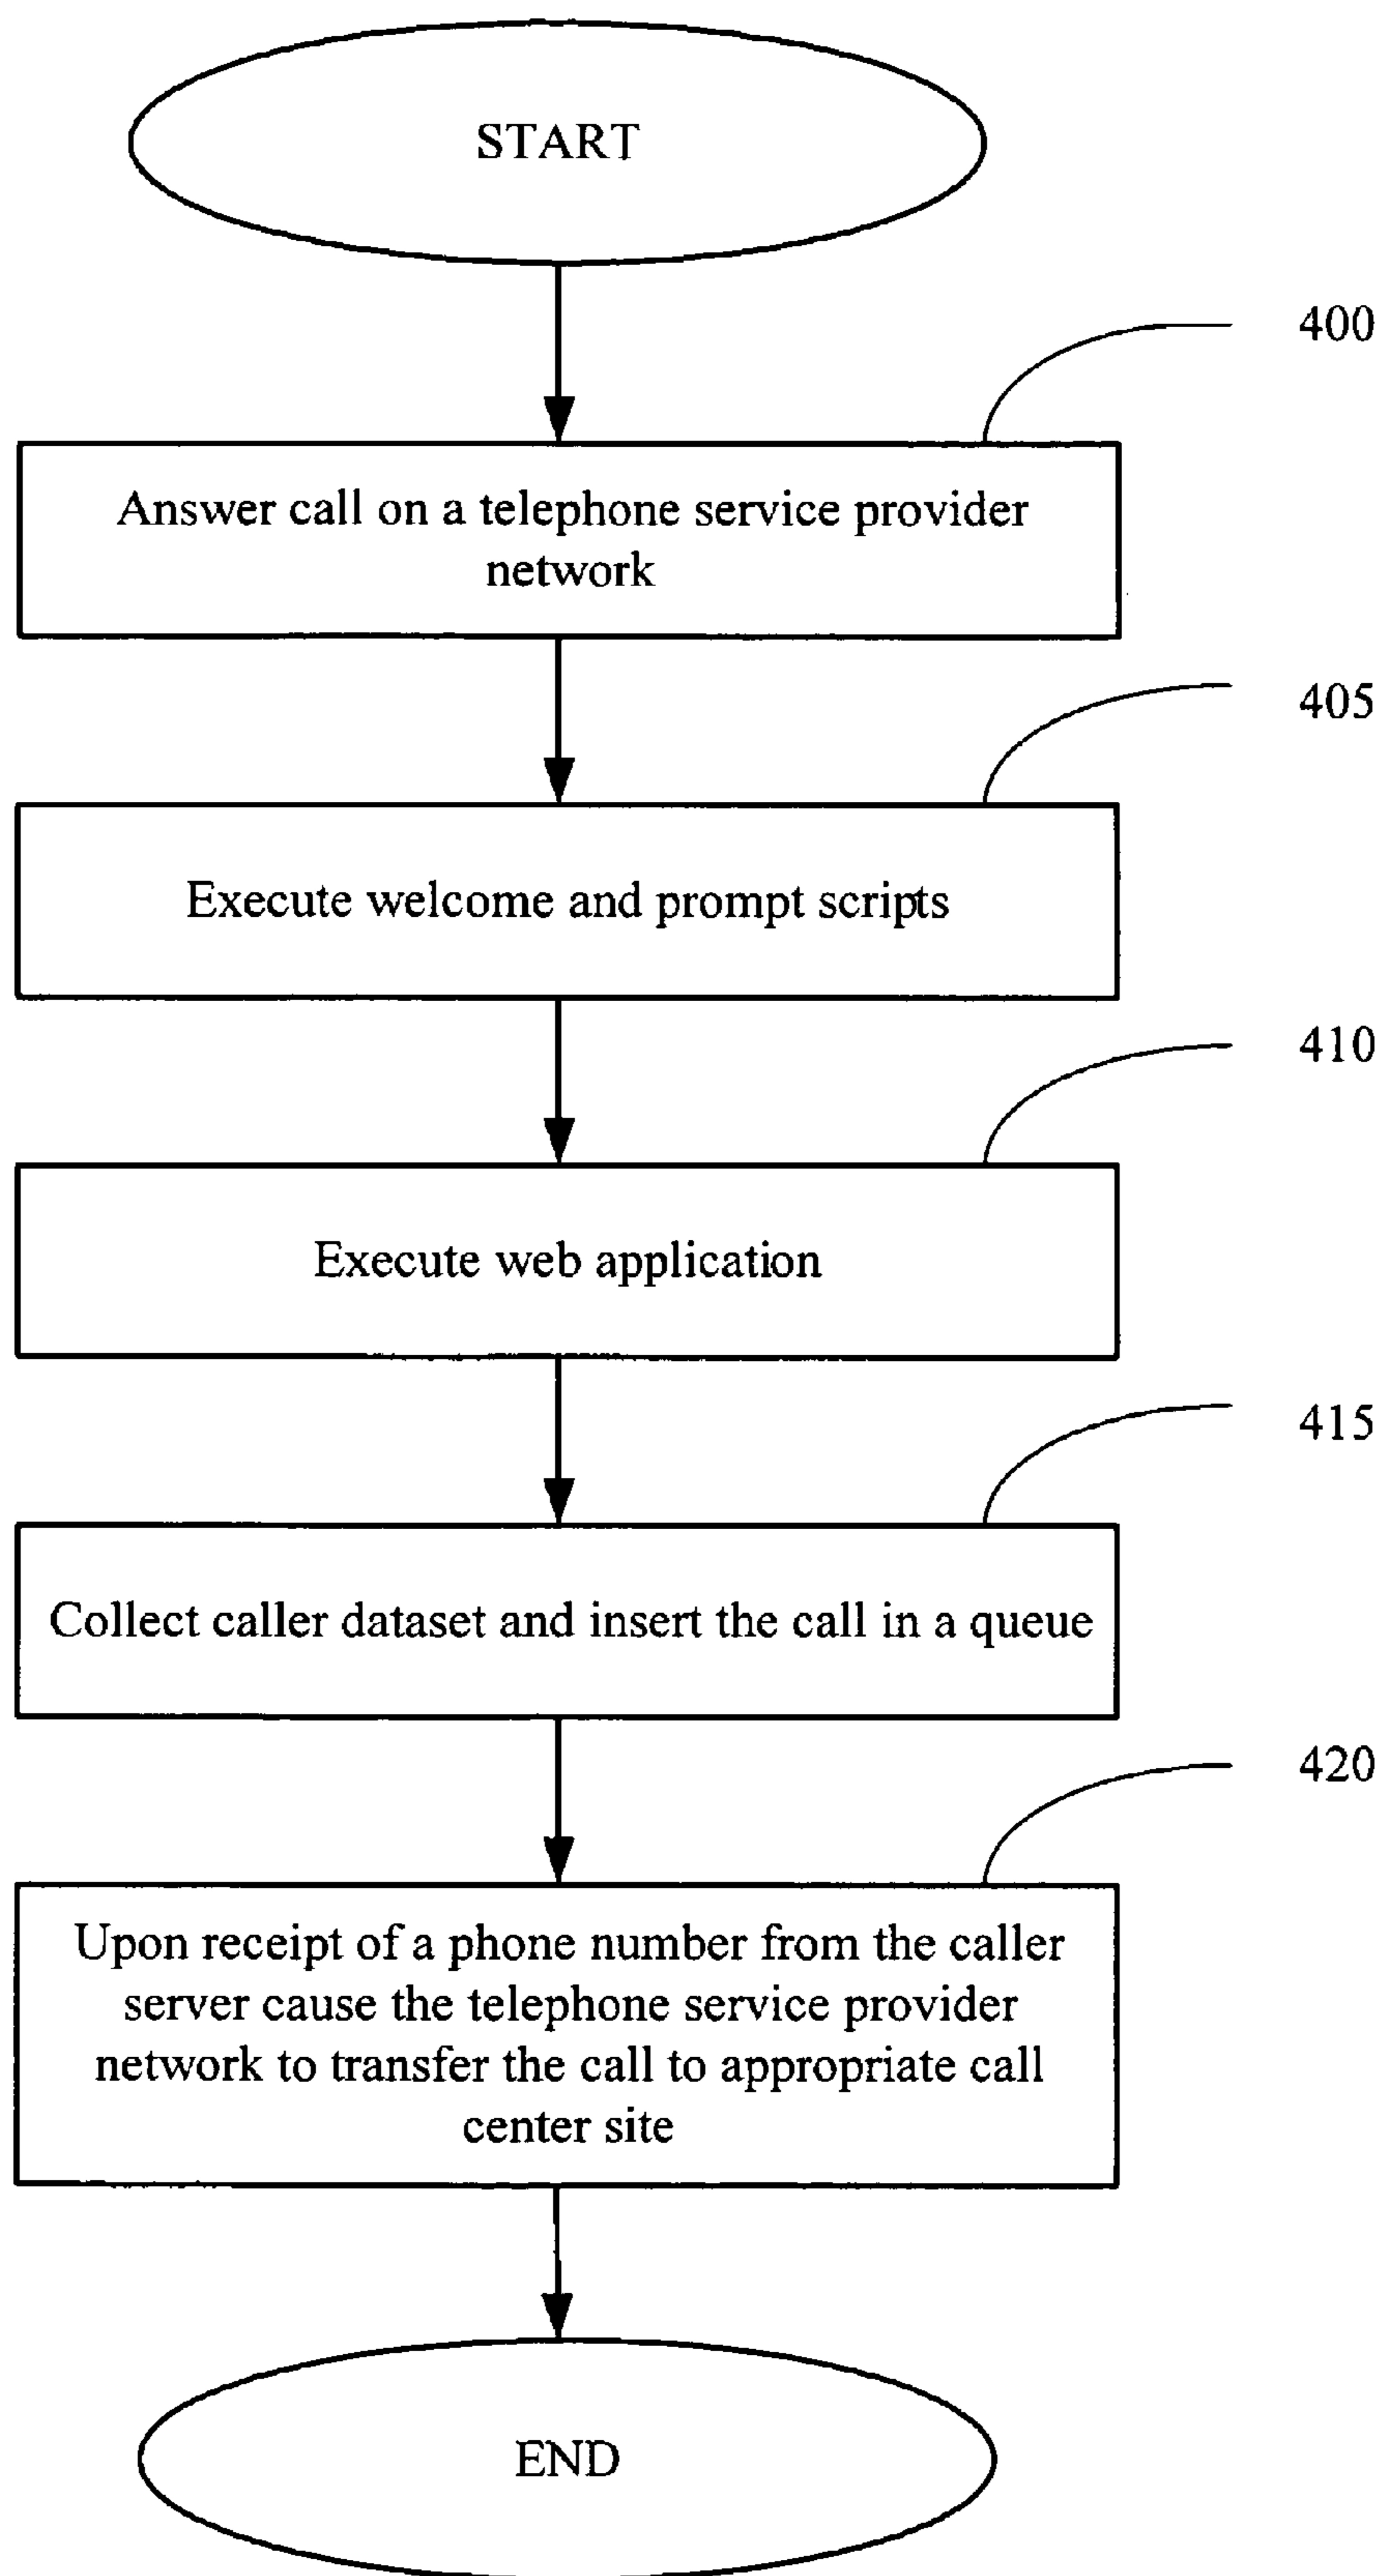 START
400
Answer call on a telephone service provider
network
405
Execute welcome and prompt scripts
410
Execute web application
415
Collect caller dataset and insert the call in a queue
420
Upon receipt of a phone number from the caller
server cause the telephone service provider
network to transfer the call to appropriate call
center site
END